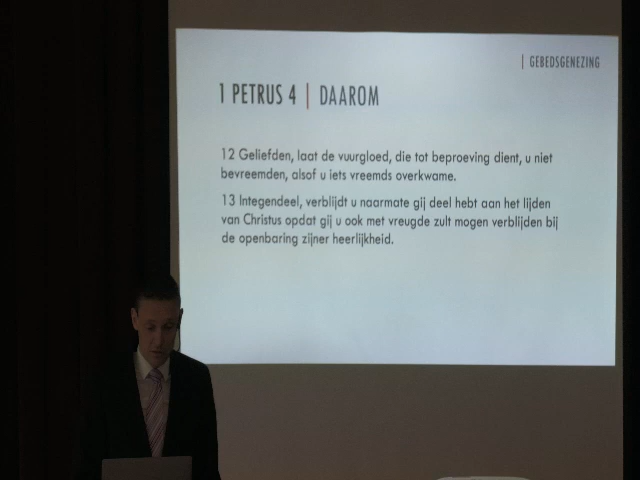 | GEBEDSGENEZING
1 PETRUS 4 | DAAROM
12 Geliefden, laat de vuurgloed, die tot beproeving dient, u niet
bevreemden, alsof u iets vreemds overkwame.
13 Integendeel, verblijdt u naarmate gij deel hebt aan het lijden
van Christus opdat gij u ook met vreugde zult mogen verblijden bij
de openbaring zijner heerlijkheid.